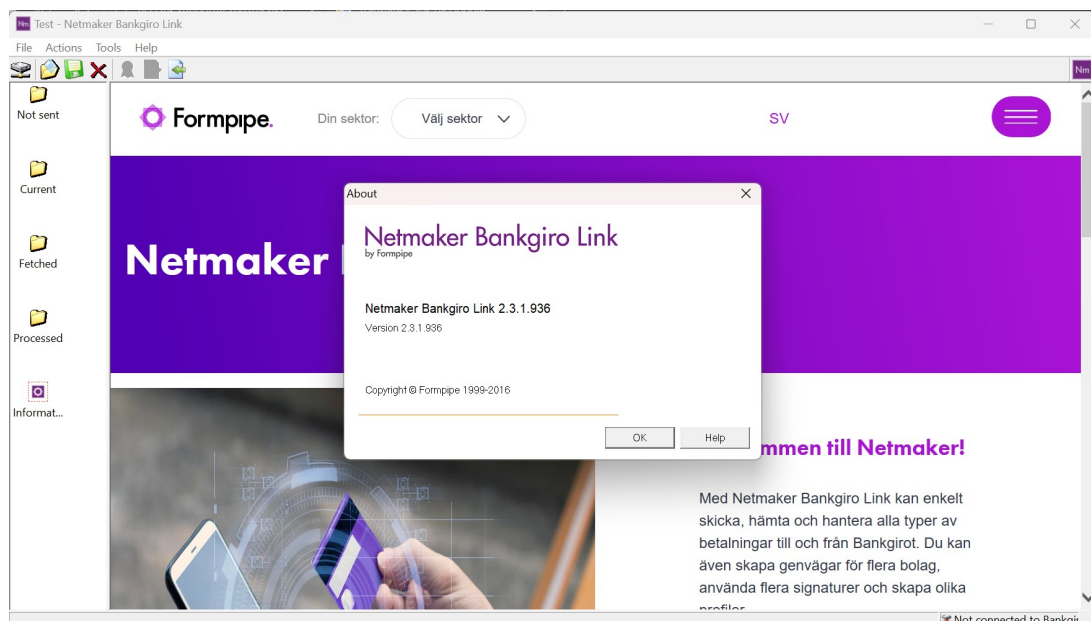 Test - Netmaker Bankgiro Link
File Actions Tools Help
Nm
Not sent
Current
Fetched
Processed
Informat...
Formpipe.
Din sektor:
Välj sektor
SV
Netmaker
About
Netmaker Bankgiro Link
by Formpipe
Netmaker Bankgiro Link 2.3.1.936
Version 2.3.1.936
Copyright © Formpipe 1999-2016
OK
Help
mmen till Netmaker!
Med Netmaker Bankgiro Link kan enkelt
skicka, hämta och hantera alla typer av
betalningar till och från Bankgirot. Du kan
även skapa genvägar för flera bolag,
använda flera signaturer och skapa olika
profiler
Not connected to Bankgir